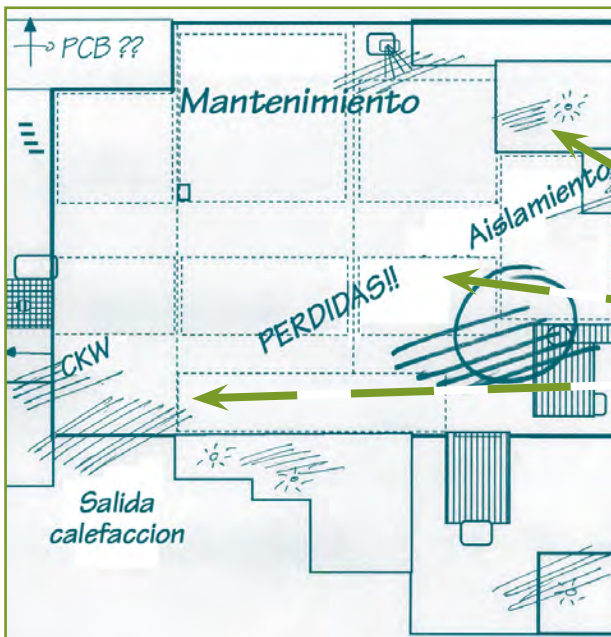 PCB ??
Mantenimiento
Aislamiento
PERDIDAS!!
CKW
Salida
calefaccion